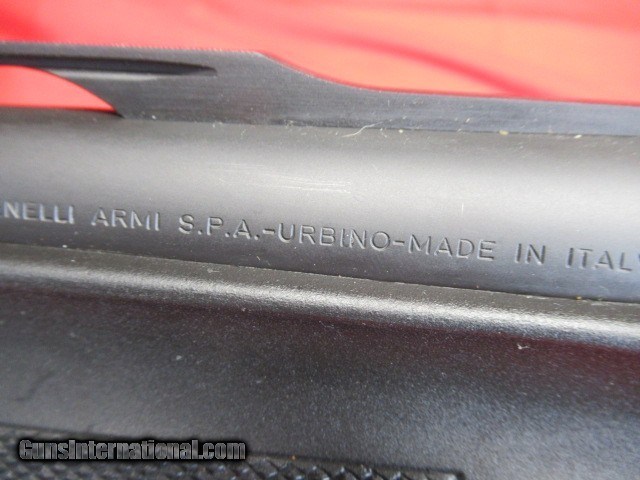 NELLI ARMI S.P.A.-URBINO-MADE IN ITAL
GunsInternational.com